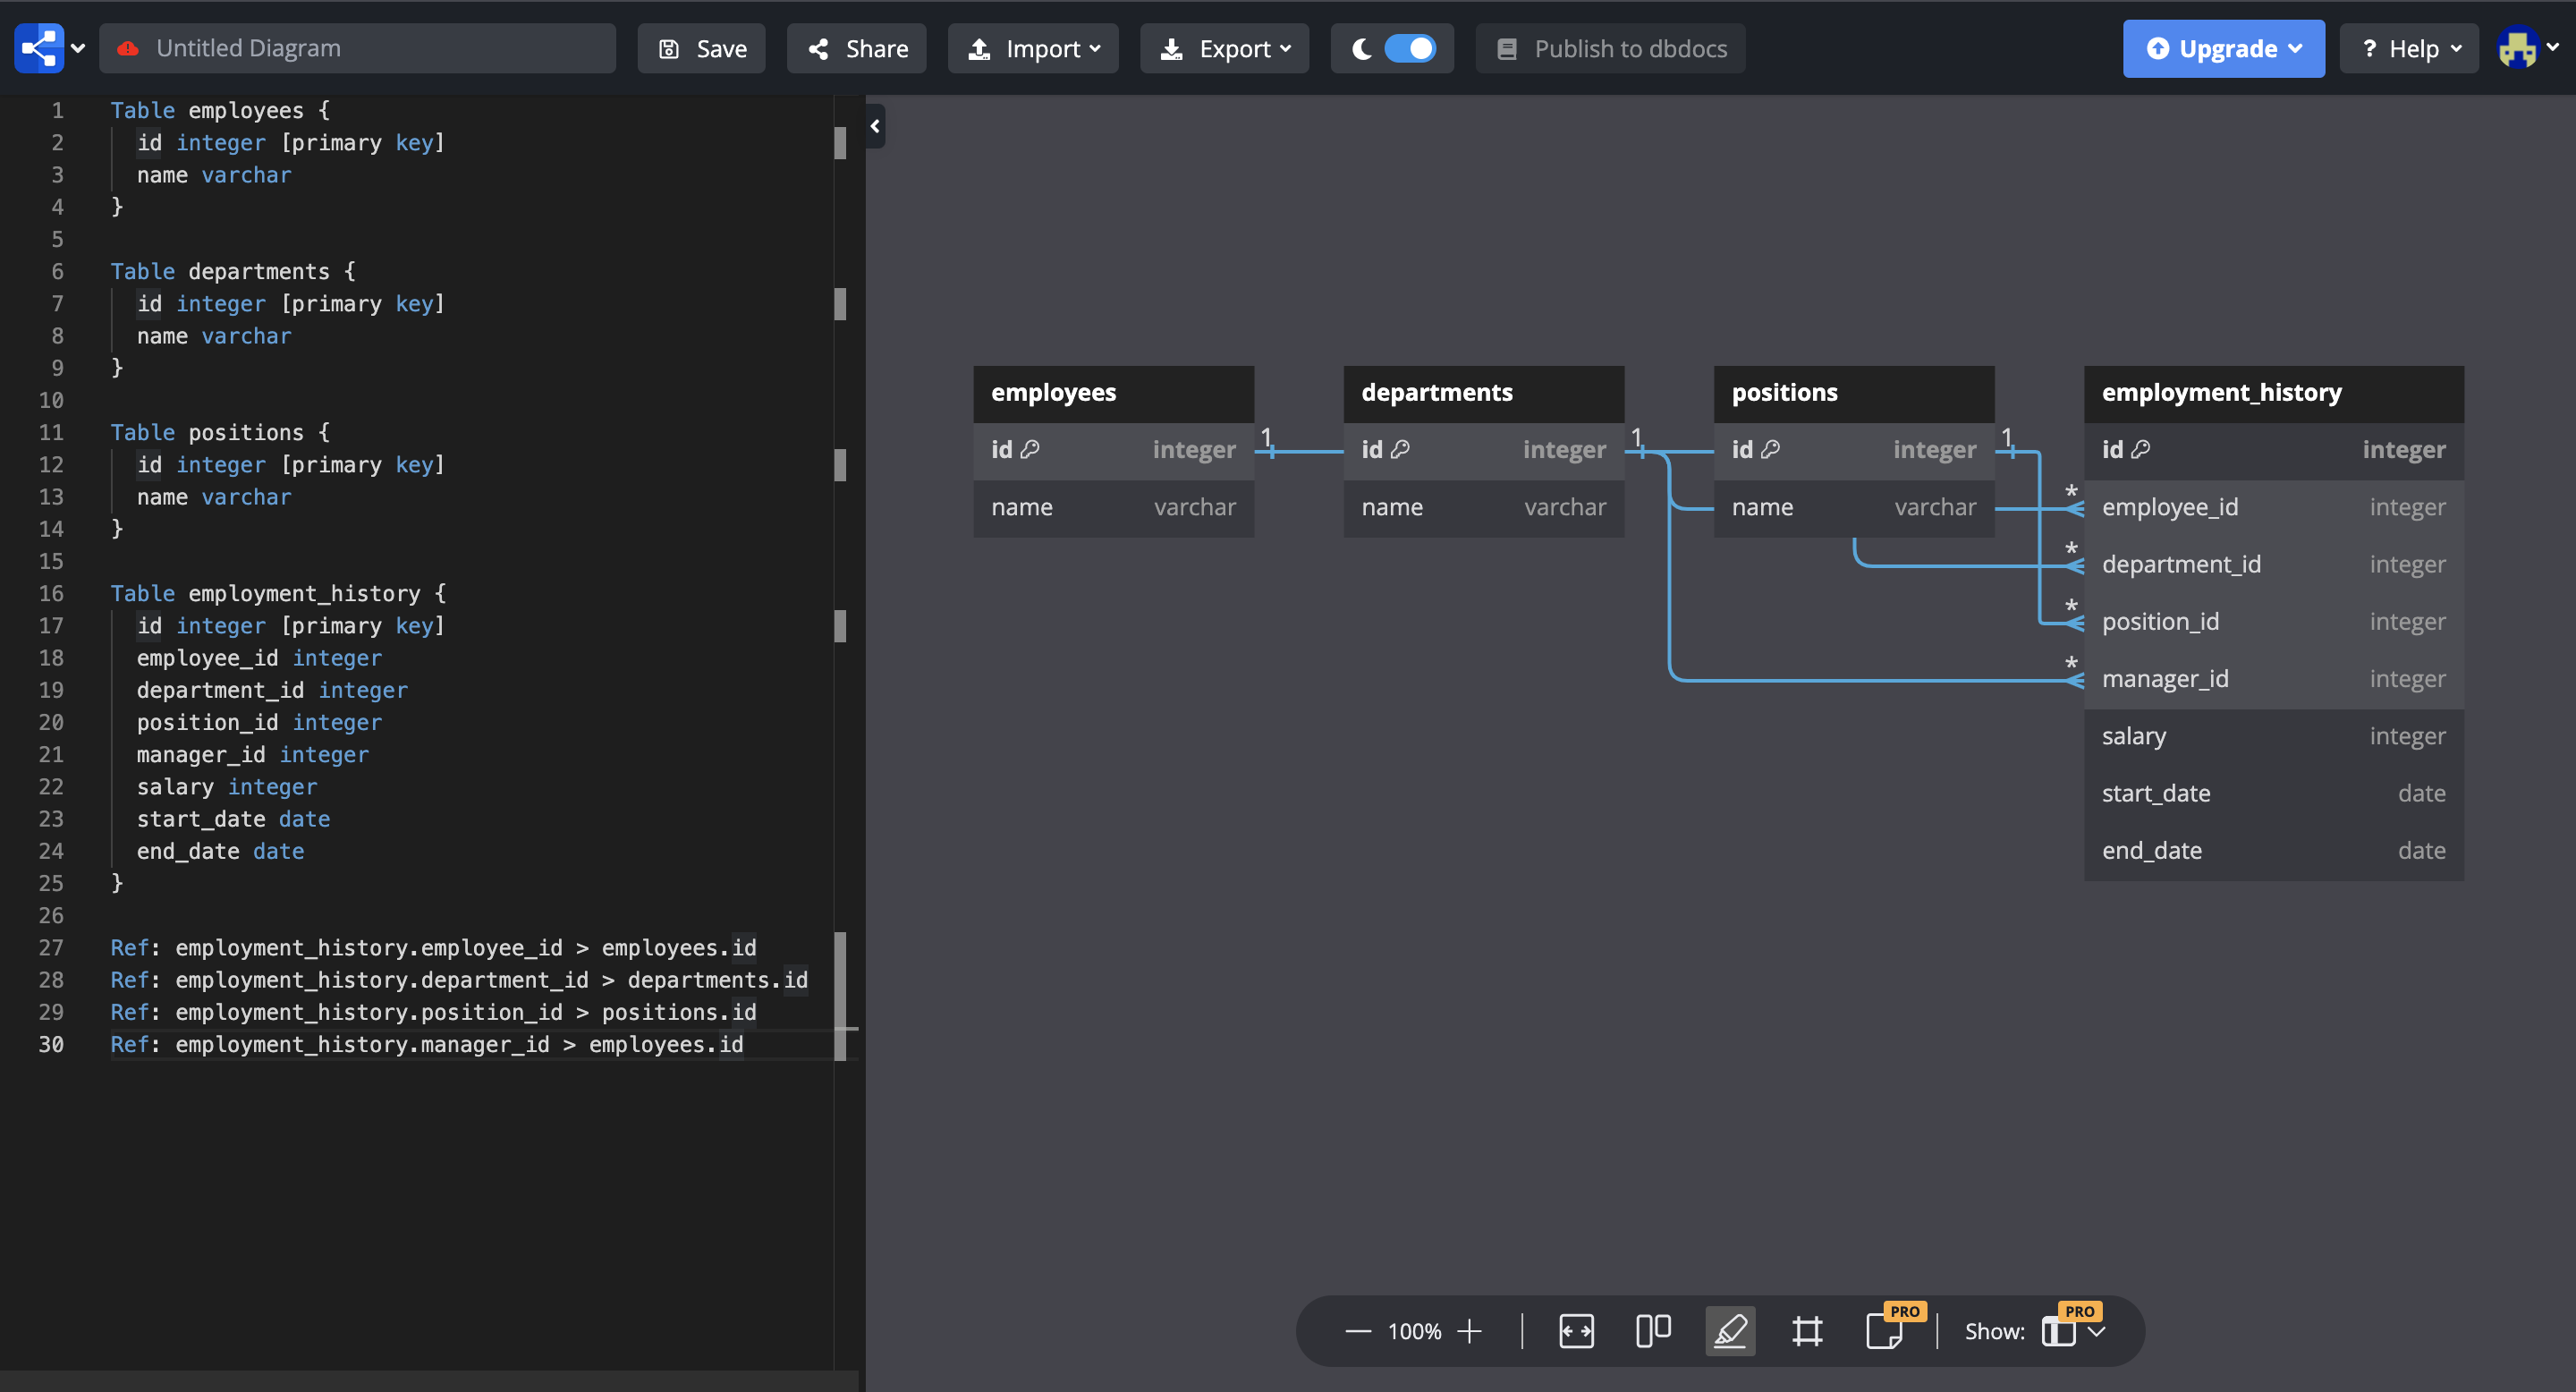 Untitled Diagram Save Share Import Export Publish to dbdocs Upgrade ? Help
1 Table employees {
2 id integer [primary key]
3 name varchar
4 }
5
6 Table departments {
7 id integer [primary key]
8 name varchar
9 }
10
11 Table positions {
12 id integer [primary key]
13 name varchar
14 }
15
16 Table employment_history {
17 id integer [primary key]
18 employee_id integer
19 department_id integer
20 position_id integer
21 manager_id integer
22 salary integer
23 start_date date
24 end_date date
25 }
26
27 Ref: employment_history.employee_id > employees.id
28 Ref: employment_history.department_id > departments.id
29 Ref: employment_history.position_id > positions.id
30 Ref: employment_history.manager_id > employees.id
employees
id integer 1
name varchar
departments
id integer 1
name varchar
positions
id integer 1
name varchar
employment_history
id integer
* employee_id integer
* department_id integer
* position_id integer
* manager_id integer
salary integer
start_date date
end_date date
100% PRO Show: PRO